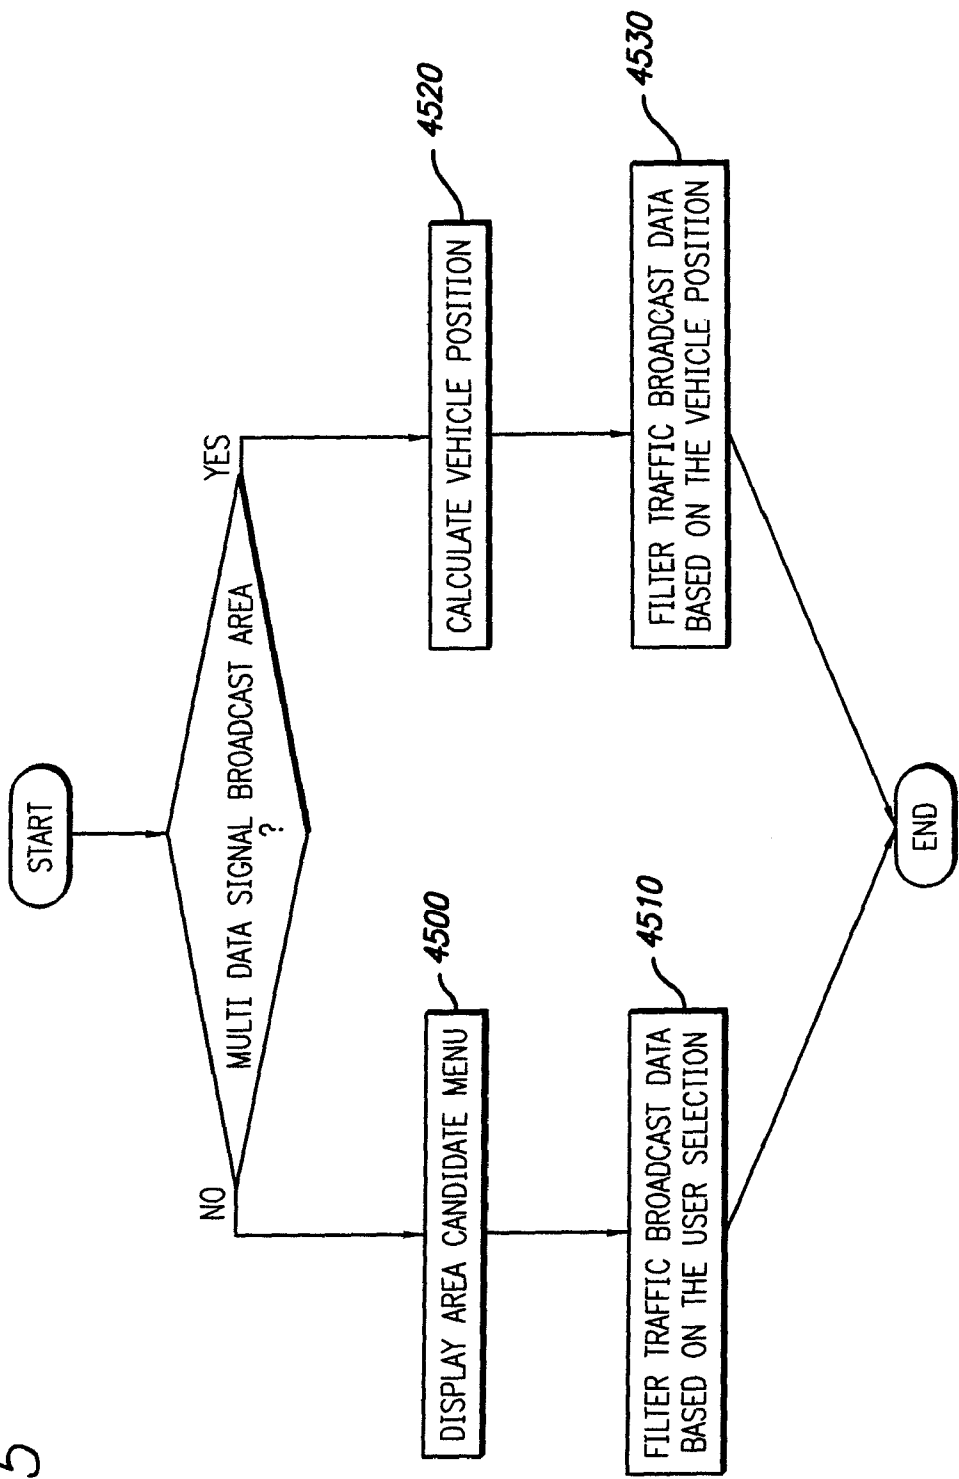 5
START
MULTI DATA SIGNAL BROADCAST AREA
?
NO
YES
DISPLAY AREA CANDIDATE MENU
4500
CALCULATE VEHICLE POSITION
4520
FILTER TRAFFIC BROADCAST DATA
BASED ON THE USER SELECTION
4510
FILTER TRAFFIC BROADCAST DATA
BASED ON THE VEHICLE POSITION
4530
END